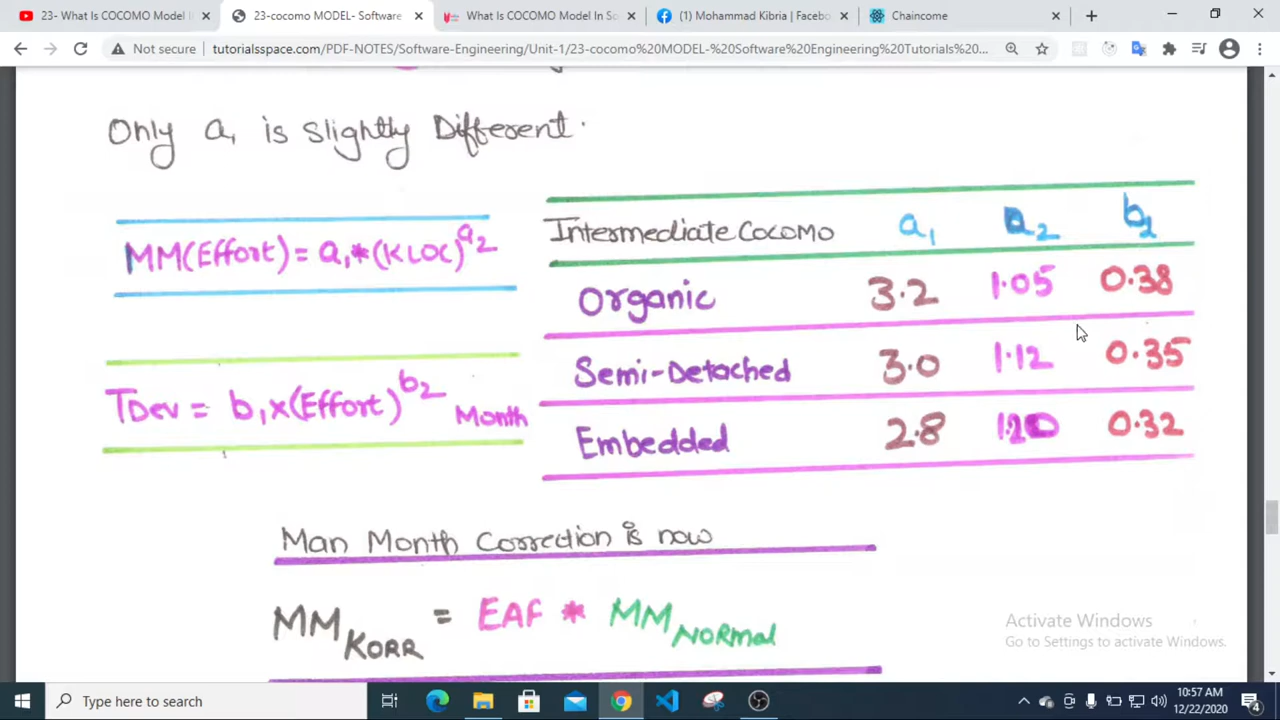 23- What Is COCOMO Model I
23-cocomo MODEL- Software
What Is COCOMO Model In So
(1) Mohammad Kibria | Facebo
Chaincome
Not secure
tutorialsspace.com/PDF-NOTES/Software-Engineering/Unit-1/23-cocomo%20MODEL-%20Software%20Engineering%20Tutorials%20...
Only a1 is slightly Different.
MM(Effort) = a1*(KLOC)^a2
TDev = b1x(Effort)^b2 Month
Intermediate COCOMO a1 a2 b2
Organic 3.2 1.05 0.38
Semi-Detached 3.0 1.12 0.35
Embedded 2.8 1.20 0.32
Man Month Correction is now
MM KORR = EAF * MM NORMal
Activate Windows
Go to Settings to activate Windows.
Type here to search
10:57 AM
12/22/2020
4